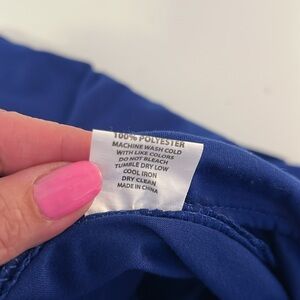 100% POLYESTER
MACHINE WASH COLD
WITH LIKE COLORS
DO NOT BLEACH
TUMBLE DRY LOW
COOL IRON
DRY CLEAN
MADE IN CHINA